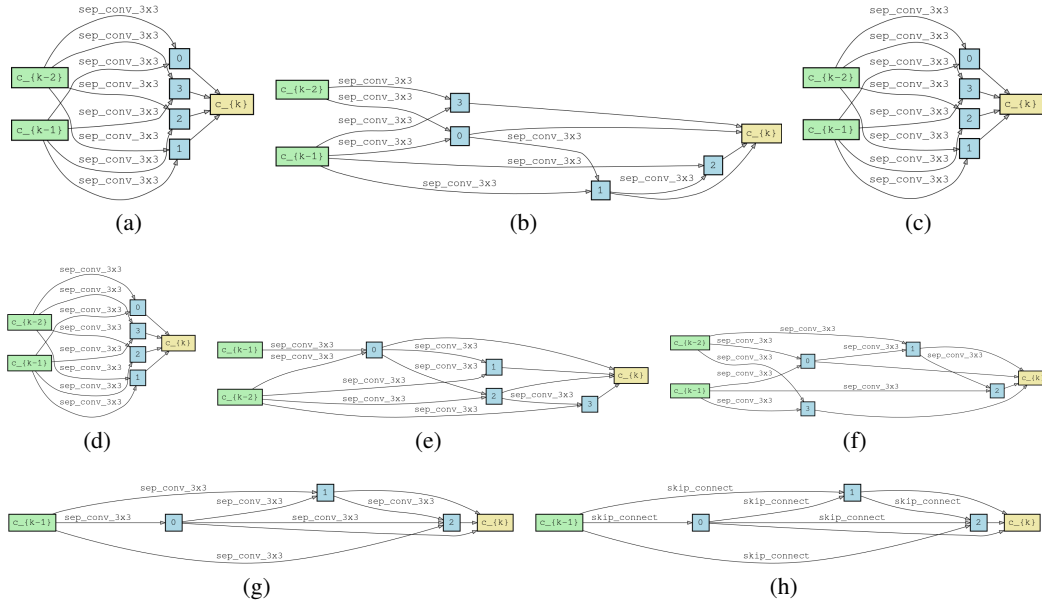 sep_conv_3x3
sep_conv_3x3
sep_conv_3x3
sep_conv_3x3
sep_conv_3x3
sep_conv_3x3
sep_conv_3x3
sep_conv_3x3
c_{k-2}
c_{k-1}
0
3
2
1
c_{k}
(a)
c_{k-2}
c_{k-1}
sep_conv_3x3
sep_conv_3x3
sep_conv_3x3
sep_conv_3x3
sep_conv_3x3
sep_conv_3x3
sep_conv_3x3
sep_conv_3x3
3
0
2
1
c_{k}
(b)
sep_conv_3x3
sep_conv_3x3
sep_conv_3x3
sep_conv_3x3
sep_conv_3x3
sep_conv_3x3
sep_conv_3x3
sep_conv_3x3
c_{k-2}
c_{k-1}
0
3
2
1
c_{k}
(c)
sep_conv_3x3
sep_conv_3x3
sep_conv_3x3
sep_conv_3x3
sep_conv_3x3
sep_conv_3x3
sep_conv_3x3
sep_conv_3x3
c_{k-2}
c_{k-1}
0
3
2
1
c_{k}
(d)
c_{k-1}
c_{k-2}
sep_conv_3x3
sep_conv_3x3
sep_conv_3x3
sep_conv_3x3
sep_conv_3x3
sep_conv_3x3
sep_conv_3x3
sep_conv_3x3
0
1
2
3
c_{k}
(e)
c_{k-2}
c_{k-1}
sep_conv_3x3
sep_conv_3x3
sep_conv_3x3
sep_conv_3x3
sep_conv_3x3
sep_conv_3x3
sep_conv_3x3
sep_conv_3x3
1
0
2
3
c_{k}
(f)
c_{k-1}
sep_conv_3x3
sep_conv_3x3
sep_conv_3x3
sep_conv_3x3
sep_conv_3x3
sep_conv_3x3
1
0
2
c_{k}
(g)
c_{k-1}
skip_connect
skip_connect
skip_connect
skip_connect
skip_connect
skip_connect
1
0
2
c_{k}
(h)